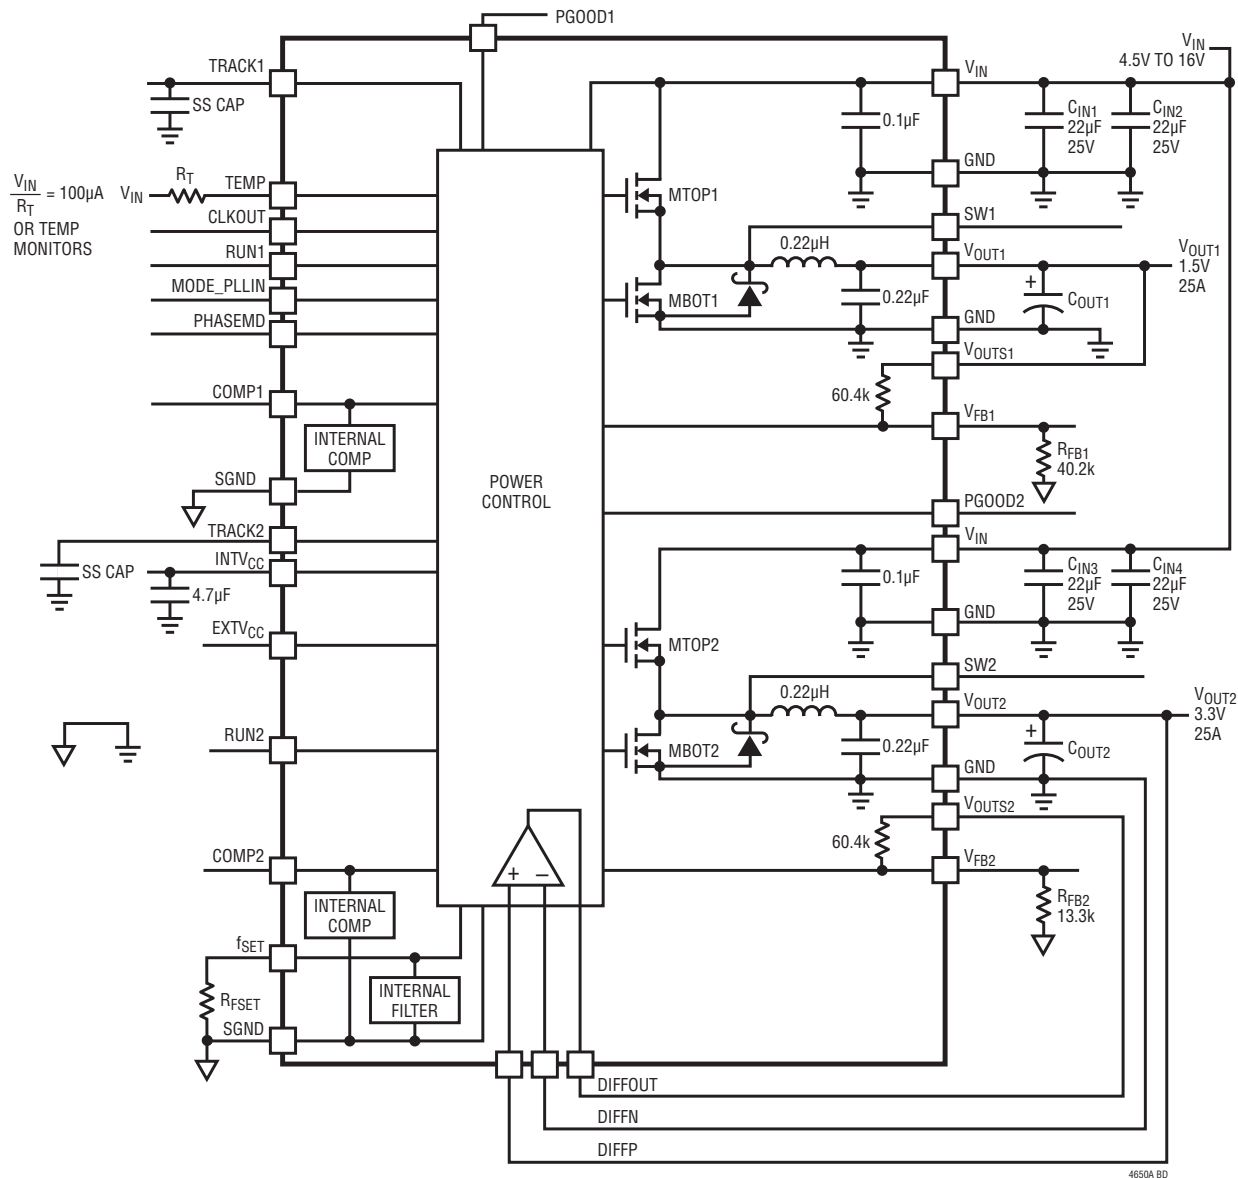 PGOOD1
TRACK1
SS CAP
VIN
4.5V TO 16V
VIN
0.1µF
CIN1
22µF
25V
CIN2
22µF
25V
GND
VIN
RT
= 100µA
OR TEMP
MONITORS
VIN
RT
TEMP
CLKOUT
RUN1
MODE_PLLIN
PHASEMD
MTOP1
SW1
0.22µH
VOUT1
VOUT1
1.5V
25A
MBOT1
0.22µF
COUT1
GND
VOUTS1
60.4k
COMP1
INTERNAL
COMP
VFB1
RFB1
40.2k
SGND
POWER
CONTROL
PGOOD2
TRACK2
SS CAP
INTVCC
4.7µF
VIN
0.1µF
CIN3
22µF
25V
CIN4
22µF
25V
GND
EXTVCC
MTOP2
SW2
0.22µH
VOUT2
VOUT2
3.3V
25A
RUN2
MBOT2
0.22µF
COUT2
GND
VOUTS2
60.4k
COMP2
INTERNAL
COMP
+ –
VFB2
RFB2
13.3k
fSET
RFSET
INTERNAL
FILTER
SGND
DIFFOUT
DIFFN
DIFFP
4650A BD